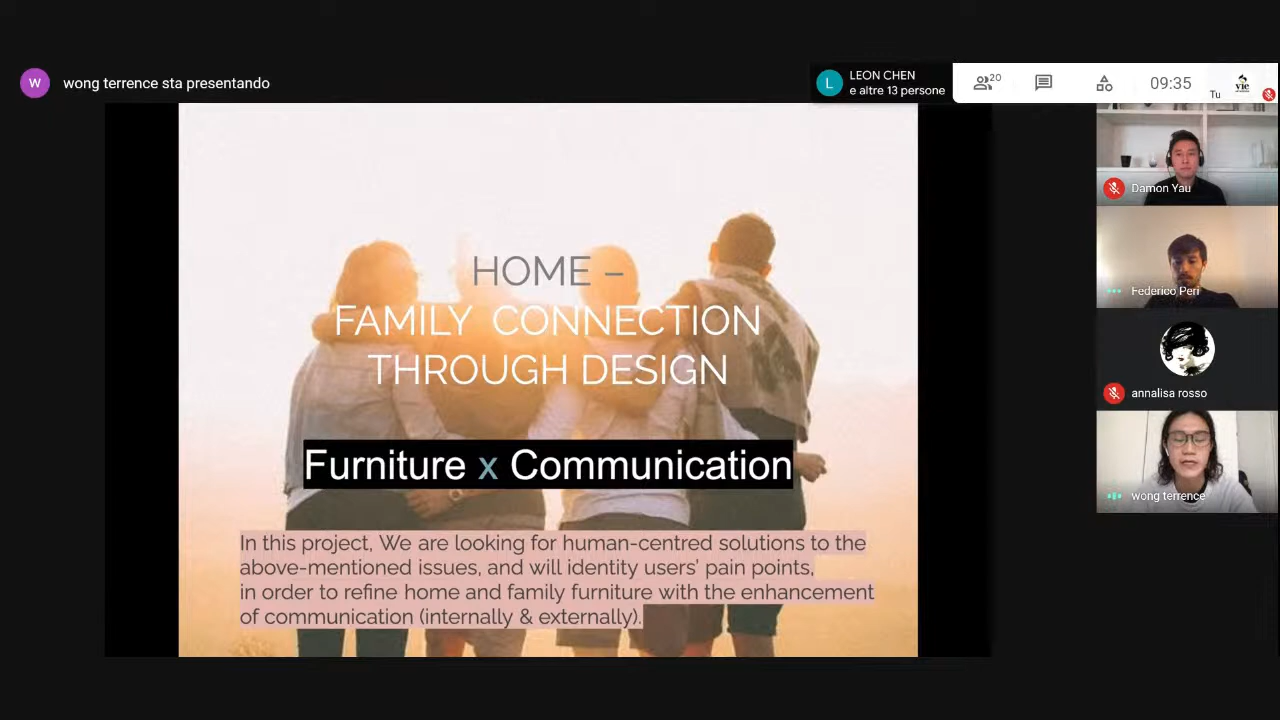 W
wong terrence sta presentando
L
LEON CHEN
e altre 13 persone
20
09:35
Tu
vie
HOME –
FAMILY CONNECTION
THROUGH DESIGN
Furniture x Communication
In this project, We are looking for human-centred solutions to the
above-mentioned issues, and will identity users' pain points,
in order to refine home and family furniture with the enhancement
of communication (internally & externally).
Damon Yau
Federico Peri
annalisa rosso
wong terrence